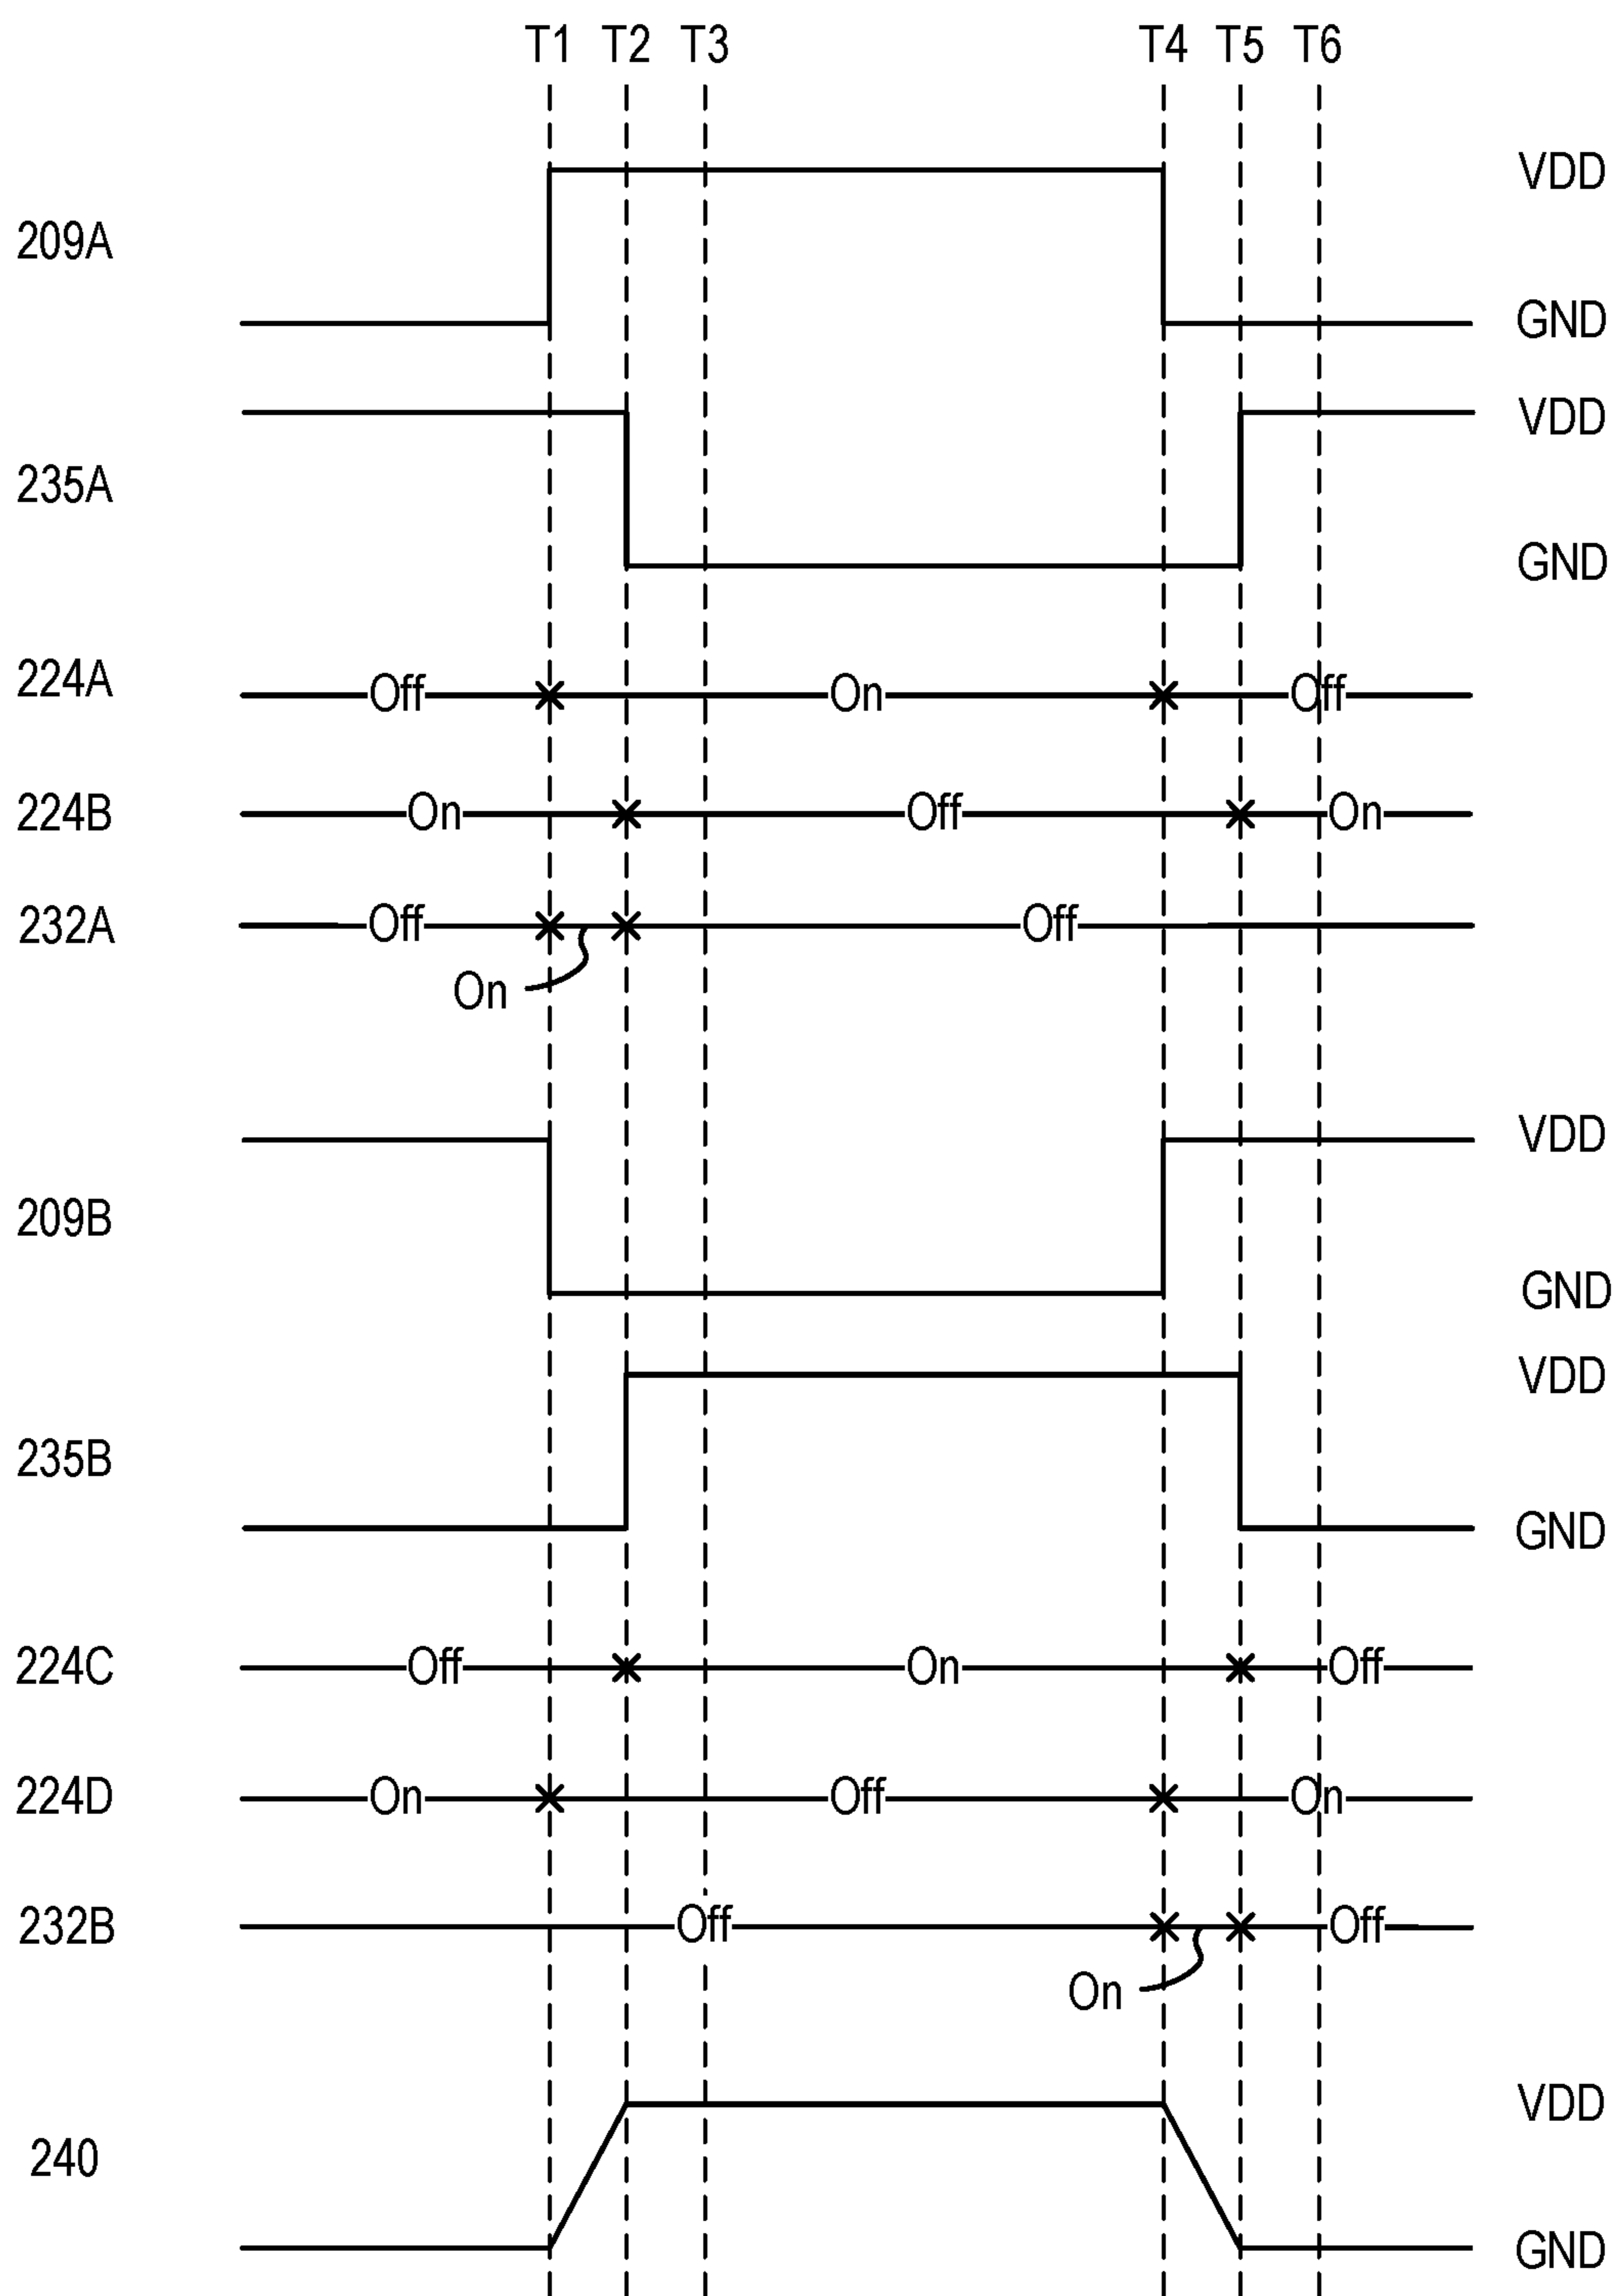 T1 T2 T3 T4 T5 T6
VDD
209A
GND
VDD
235A
GND
224A Off On Off
224B On Off On
232A Off Off
On
VDD
209B
GND
VDD
235B
GND
224C Off On Off
224D On Off On
232B Off Off
On
VDD
240
GND